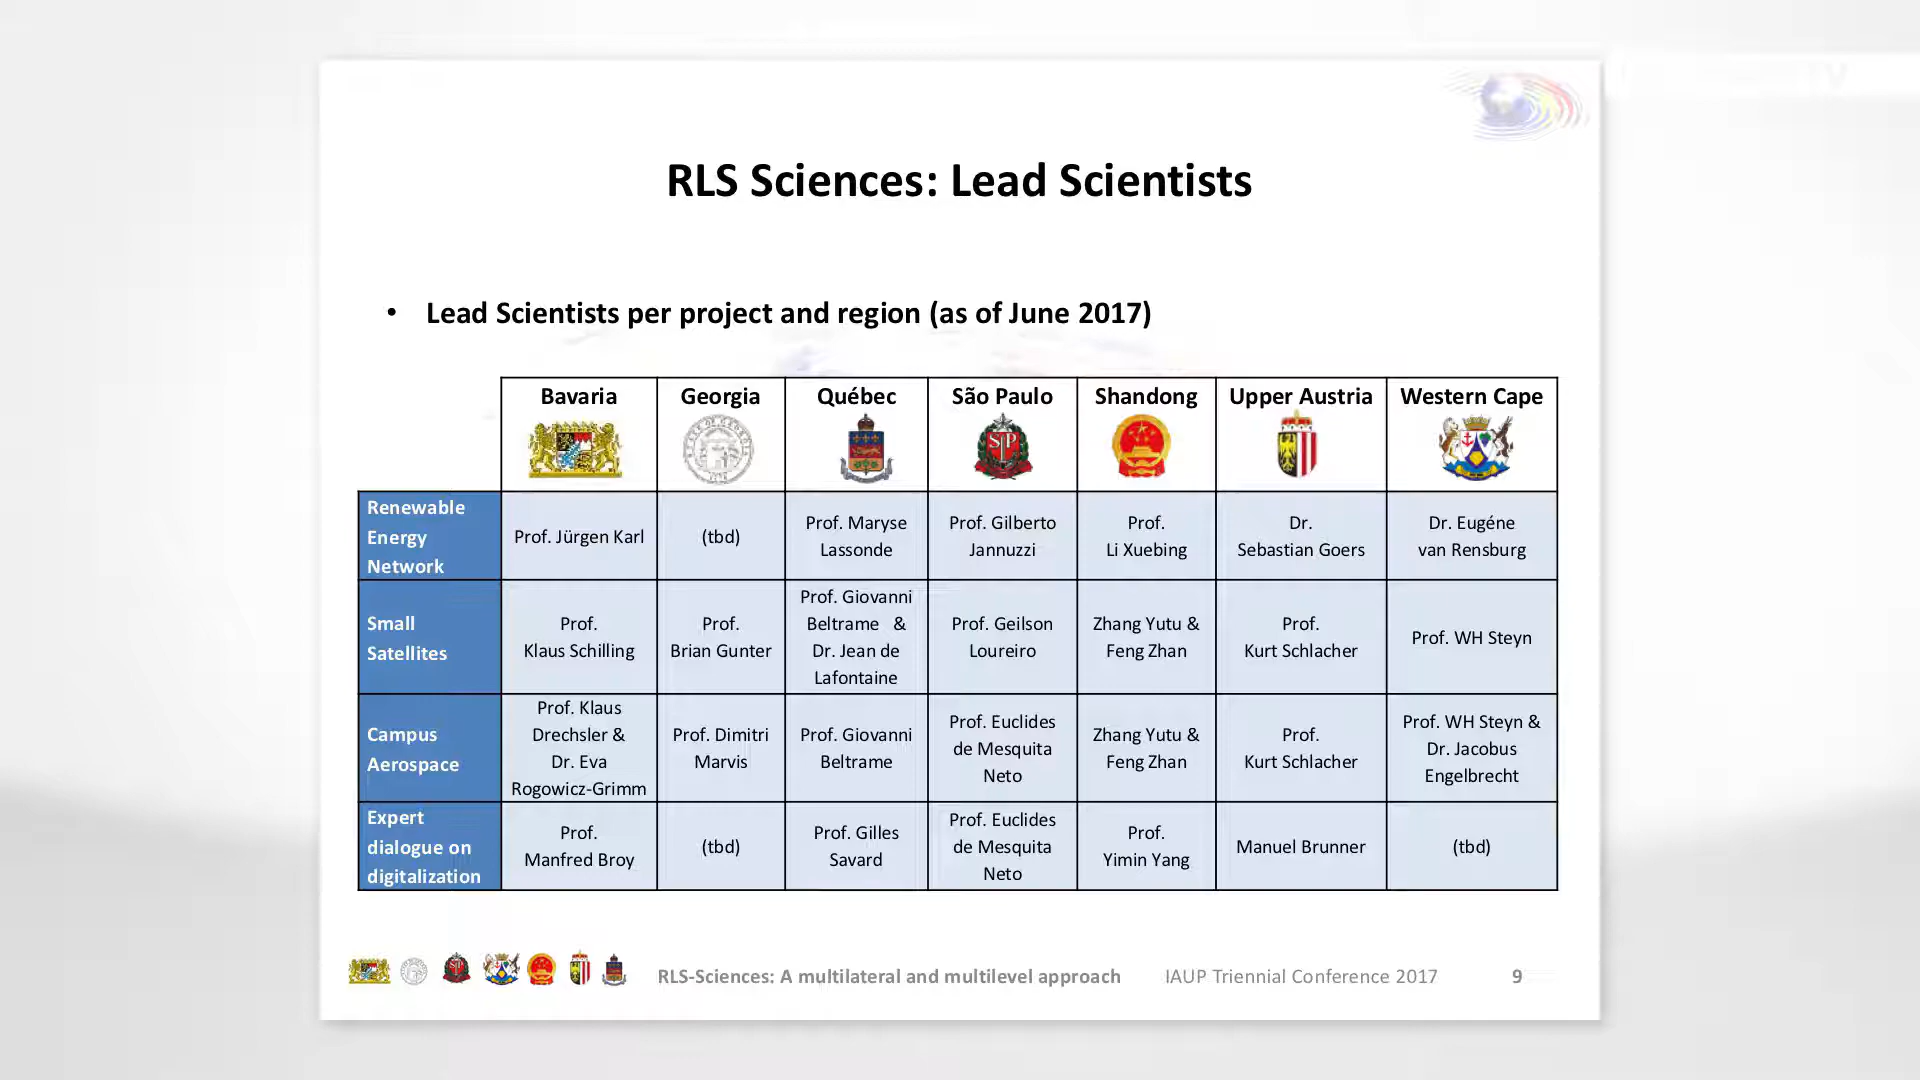 RLS Sciences: Lead Scientists
• Lead Scientists per project and region (as of June 2017)
Bavaria Georgia Québec São Paulo Shandong Upper Austria Western Cape
Renewable
Energy
Network
Prof. Jürgen Karl
(tbd)
Prof. Maryse
Lassonde
Prof. Gilberto
Jannuzzi
Prof.
Li Xuebing
Dr.
Sebastian Goers
Dr. Eugéne
van Rensburg
Small
Satellites
Prof.
Klaus Schilling
Prof.
Brian Gunter
Prof. Giovanni
Beltrame &
Dr. Jean de
Lafontaine
Prof. Geilson
Loureiro
Zhang Yutu &
Feng Zhan
Prof.
Kurt Schlacher
Prof. WH Steyn
Campus
Aerospace
Prof. Klaus
Drechsler &
Dr. Eva
Rogowicz-Grimm
Prof. Dimitri
Marvis
Prof. Giovanni
Beltrame
Prof. Euclides
de Mesquita
Neto
Zhang Yutu &
Feng Zhan
Prof.
Kurt Schlacher
Prof. WH Steyn &
Dr. Jacobus
Engelbrecht
Expert
dialogue on
digitalization
Prof.
Manfred Broy
(tbd)
Prof. Gilles
Savard
Prof. Euclides
de Mesquita
Neto
Prof.
Yimin Yang
Manuel Brunner
(tbd)
RLS-Sciences: A multilateral and multilevel approach IAUP Triennial Conference 2017 9